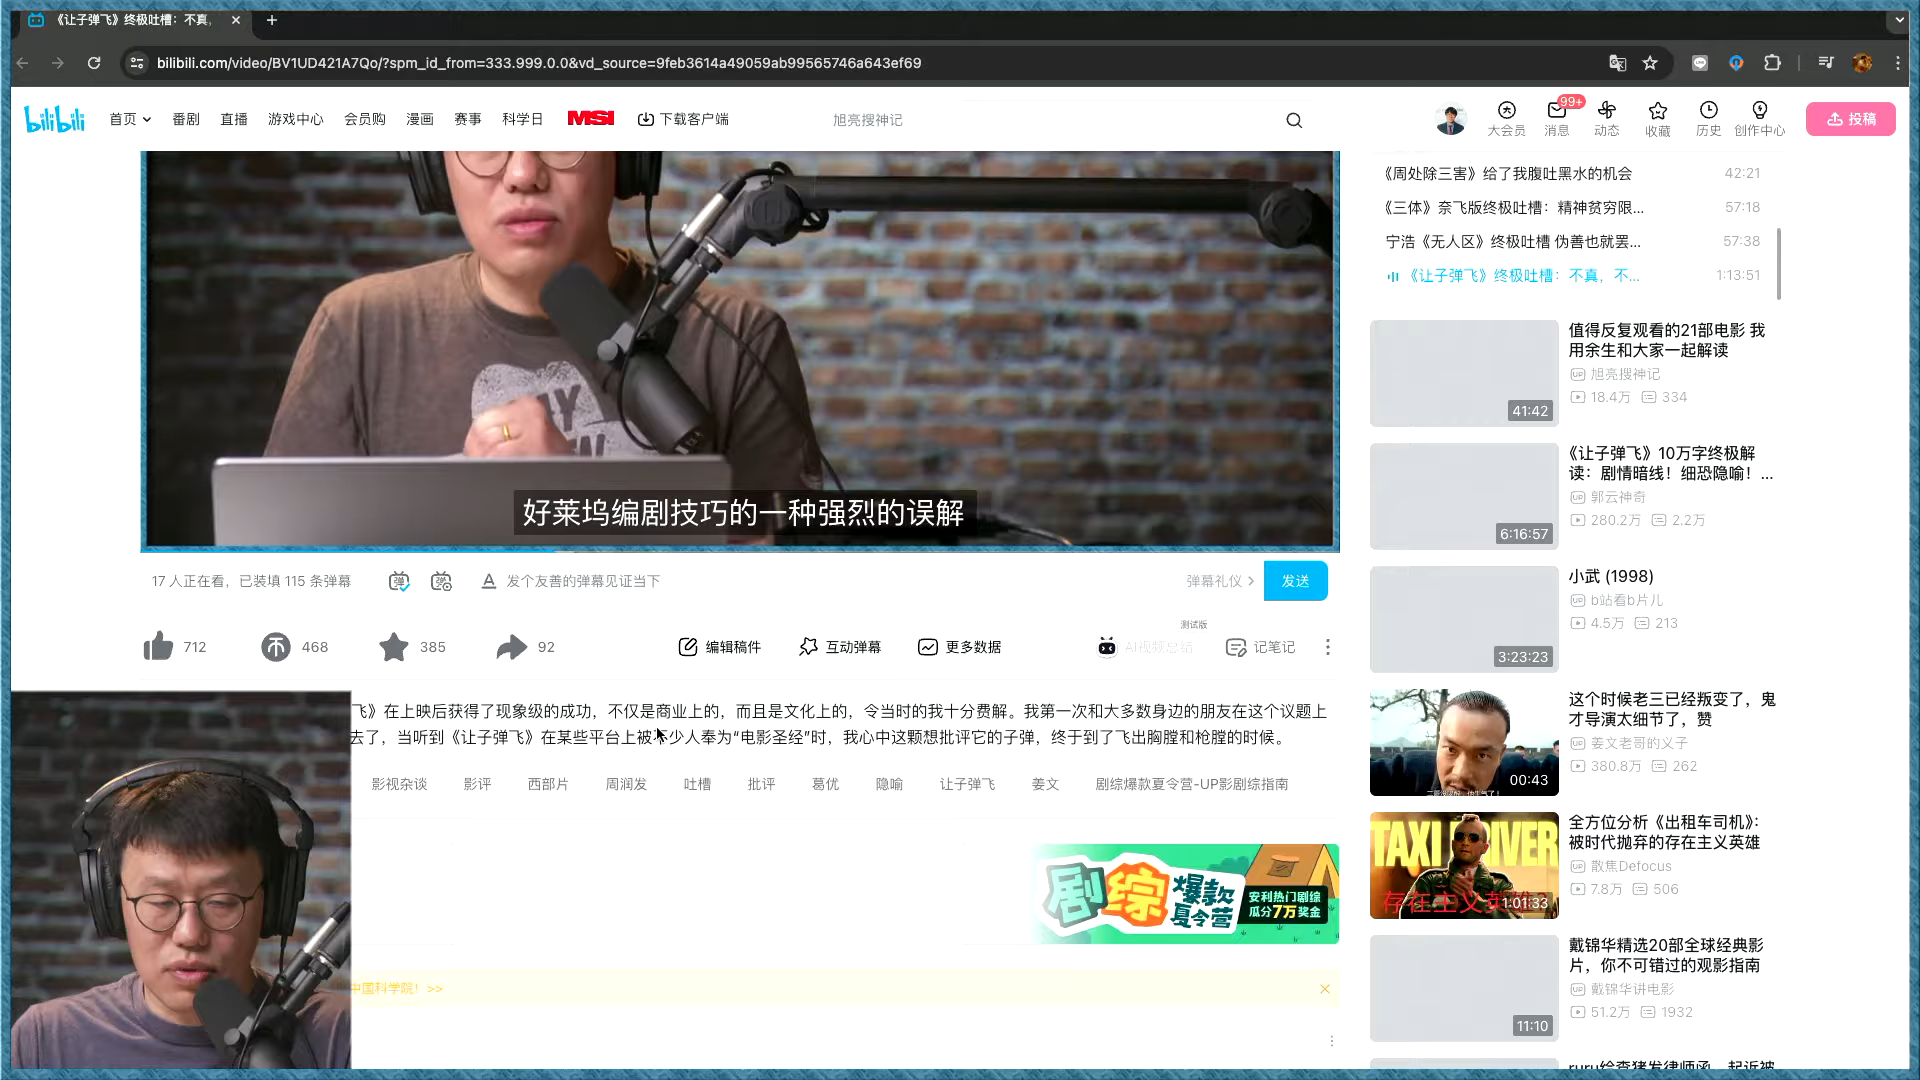 《让子弹飞》终极吐槽：不真，
bilibili.com/video/BV1UD421A7Qo/?spm_id_from=333.999.0.0&vd_source=9feb3614a49059ab99565746a643ef69
bilibili 首页 番剧 直播 游戏中心 会员购 漫画 赛事 科学日 MSI 下载客户端 旭亮搜神记 大会员 99+ 消息 动态 收藏 历史 创作中心 投稿
《周处除三害》给了我腹吐黑水的机会 42:21
《三体》奈飞版终极吐槽：精神贫穷限... 57:18
宁浩《无人区》终极吐槽 伪善也就罢... 57:38
《让子弹飞》终极吐槽：不真，不... 1:13:51
好莱坞编剧技巧的一种强烈的误解
17 人正在看，已装填 115 条弹幕 发个友善的弹幕见证当下 弹幕礼仪 发送
712 468 385 92 编辑稿件 互动弹幕 更多数据 AI视频总结 测试版 记笔记
飞》在上映后获得了现象级的成功，不仅是商业上的，而且是文化上的，令当时的我十分费解。我第一次和大多数身边的朋友在这个议题上
去了，当听到《让子弹飞》在某些平台上被不少人奉为“电影圣经”时，我心中这颗想批评它的子弹，终于到了飞出胸膛和枪膛的时候。
影视杂谈 影评 西部片 周润发 吐槽 批评 葛优 隐喻 让子弹飞 姜文 剧综爆款夏令营-UP影剧综指南
剧综爆款夏令营
安利热门剧综
瓜分7万奖金
中国科学院！>>
值得反复观看的21部电影 我
用余生和大家一起解读
旭亮搜神记
18.4万 334
41:42
《让子弹飞》10万字终极解
读：剧情暗线！细恐隐喻！...
郭云神奇
280.2万 2.2万
6:16:57
小武 (1998)
b站看b片儿
4.5万 213
3:23:23
这个时候老三已经叛变了，鬼
才导演太细节了，赞
姜文老哥的义子
380.8万 262
00:43
全方位分析《出租车司机》：
被时代抛弃的存在主义英雄
散焦Defocus
7.8万 506
TAXI DRIVER
存在主义英雄
1:01:33
戴锦华精选20部全球经典影
片，你不可错过的观影指南
戴锦华讲电影
51.2万 1932
11:10